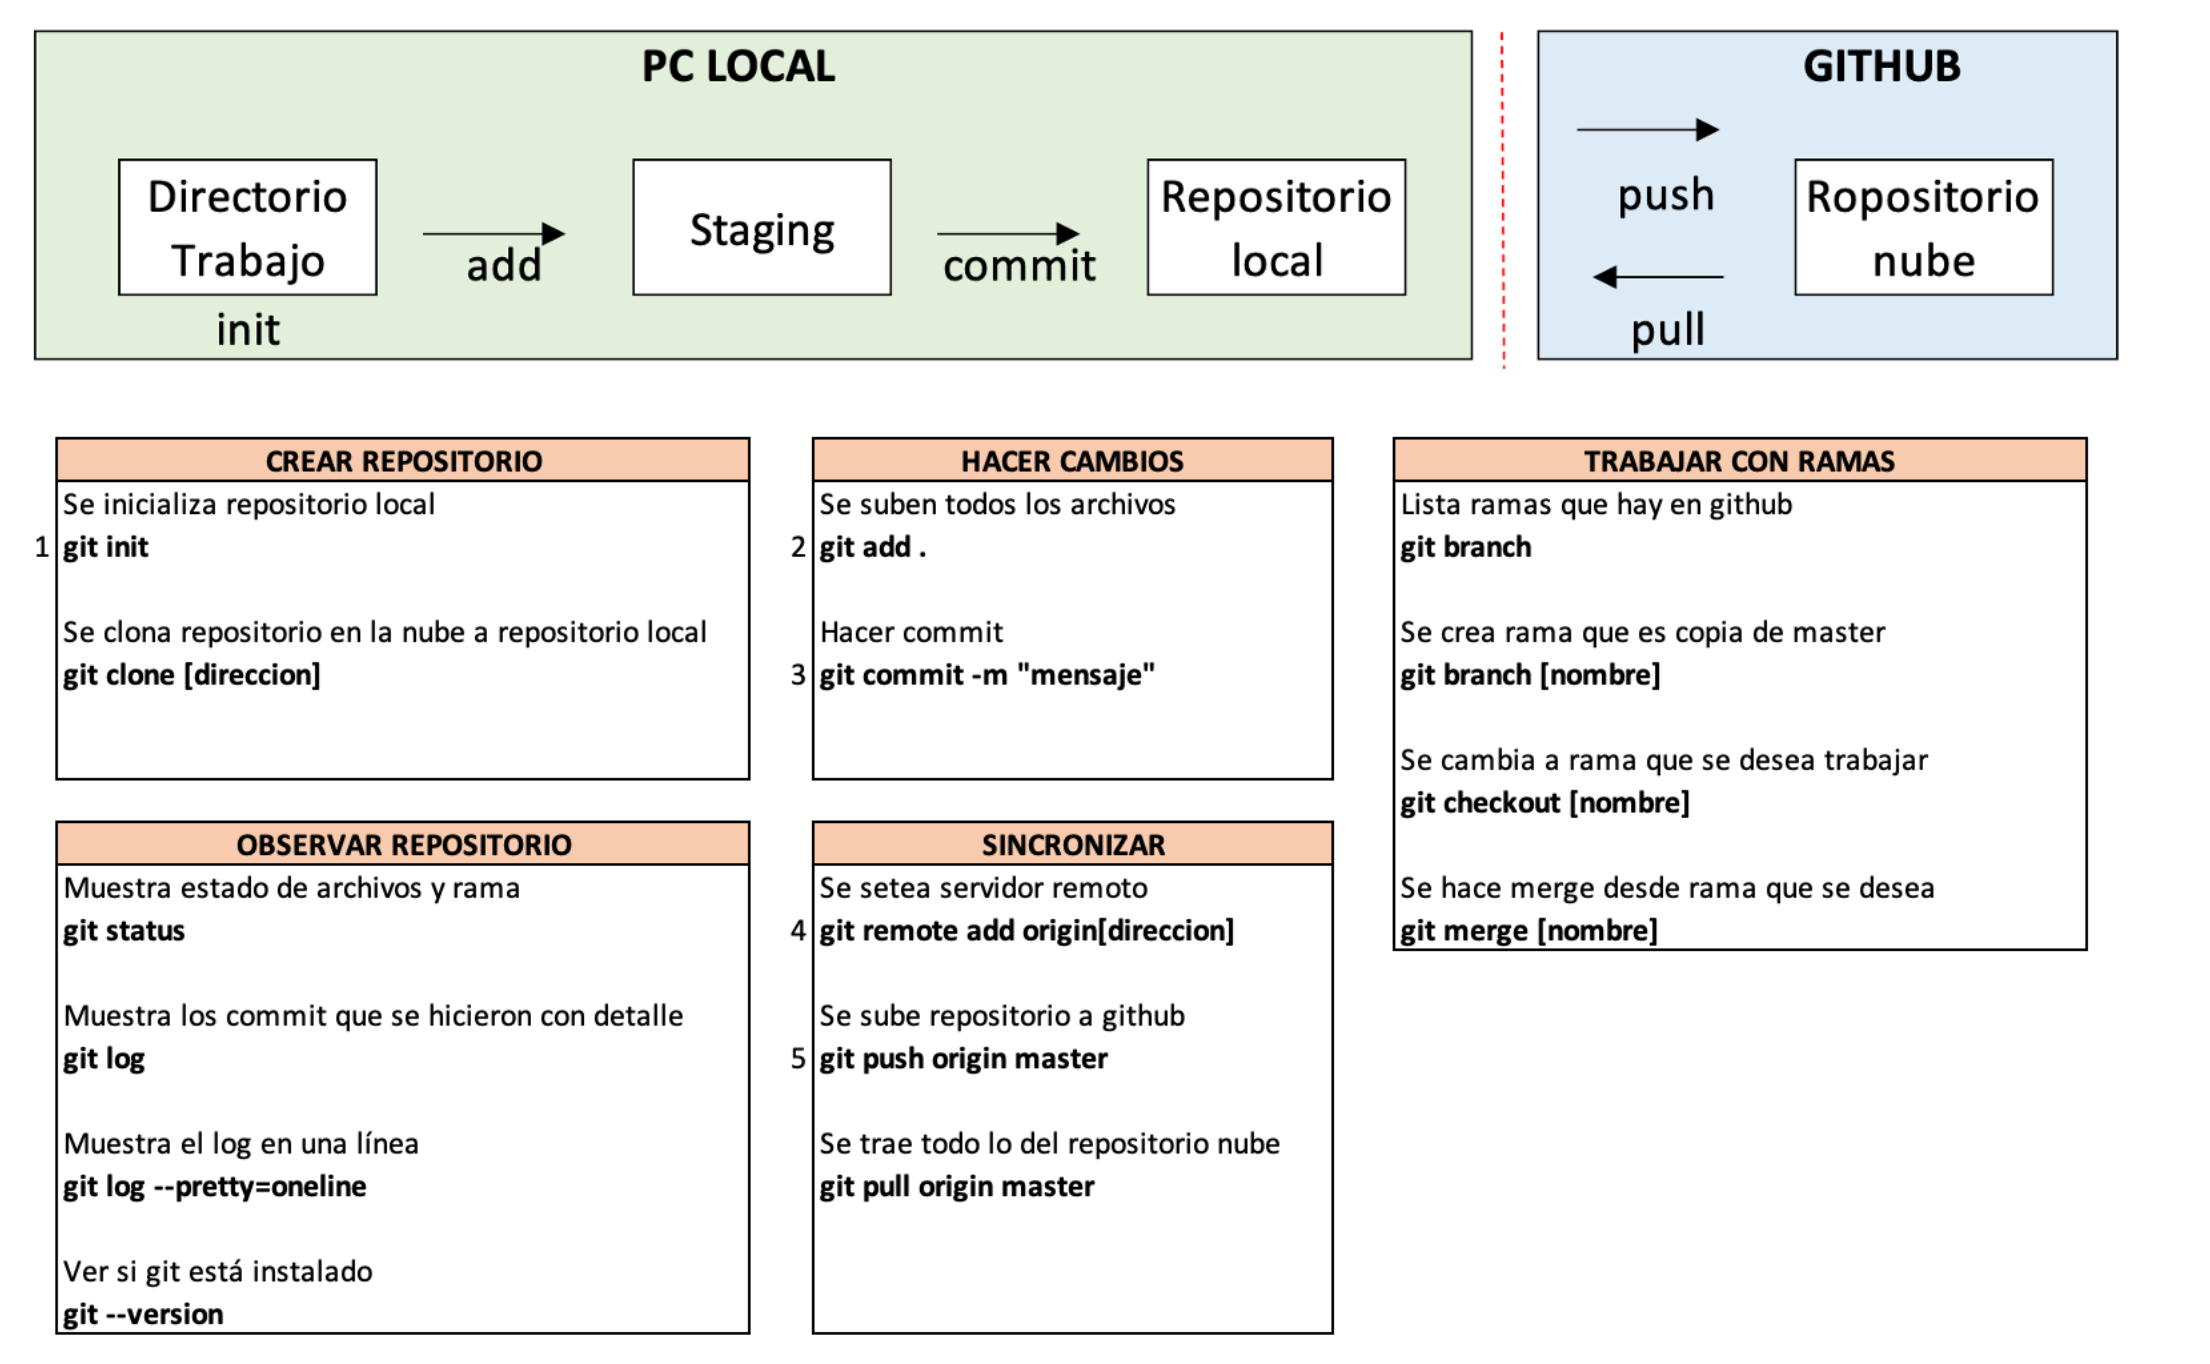 PC LOCAL
Directorio
Trabajo
init
add
Staging
commit
Repositorio
local
GITHUB
push
pull
Ropositorio
nube
CREAR REPOSITORIO
Se inicializa repositorio local
1 git init
Se clona repositorio en la nube a repositorio local
git clone [direccion]
HACER CAMBIOS
Se suben todos los archivos
2 git add .
Hacer commit
3 git commit -m "mensaje"
TRABAJAR CON RAMAS
Lista ramas que hay en github
git branch
Se crea rama que es copia de master
git branch [nombre]
Se cambia a rama que se desea trabajar
git checkout [nombre]
Se hace merge desde rama que se desea
git merge [nombre]
OBSERVAR REPOSITORIO
Muestra estado de archivos y rama
git status
Muestra los commit que se hicieron con detalle
git log
Muestra el log en una línea
git log --pretty=oneline
Ver si git está instalado
git --version
SINCRONIZAR
Se setea servidor remoto
4 git remote add origin[direccion]
Se sube repositorio a github
5 git push origin master
Se trae todo lo del repositorio nube
git pull origin master